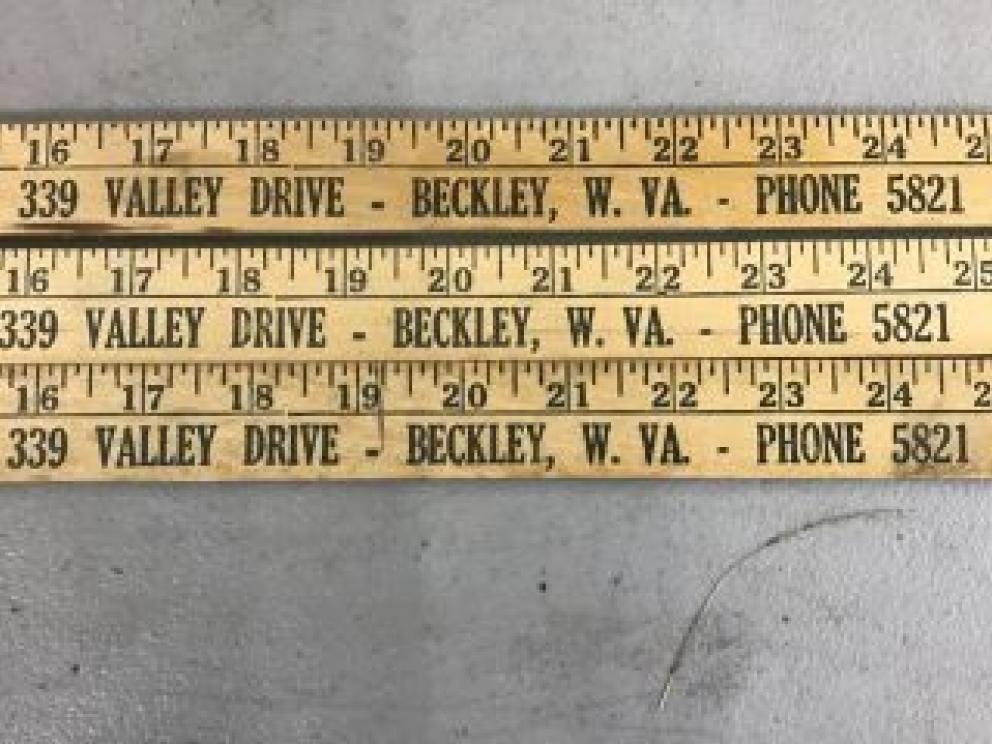 16 17 18 19 20 21 22 23 24 2
339 VALLEY DRIVE - BECKLEY, W. VA. - PHONE 5821
16 17 18 19 20 21 22 23 24 25
339 VALLEY DRIVE - BECKLEY, W. VA. - PHONE 5821
16 17 18 19 20 21 22 23 24 2
339 VALLEY DRIVE - BECKLEY, W. VA. - PHONE 5821